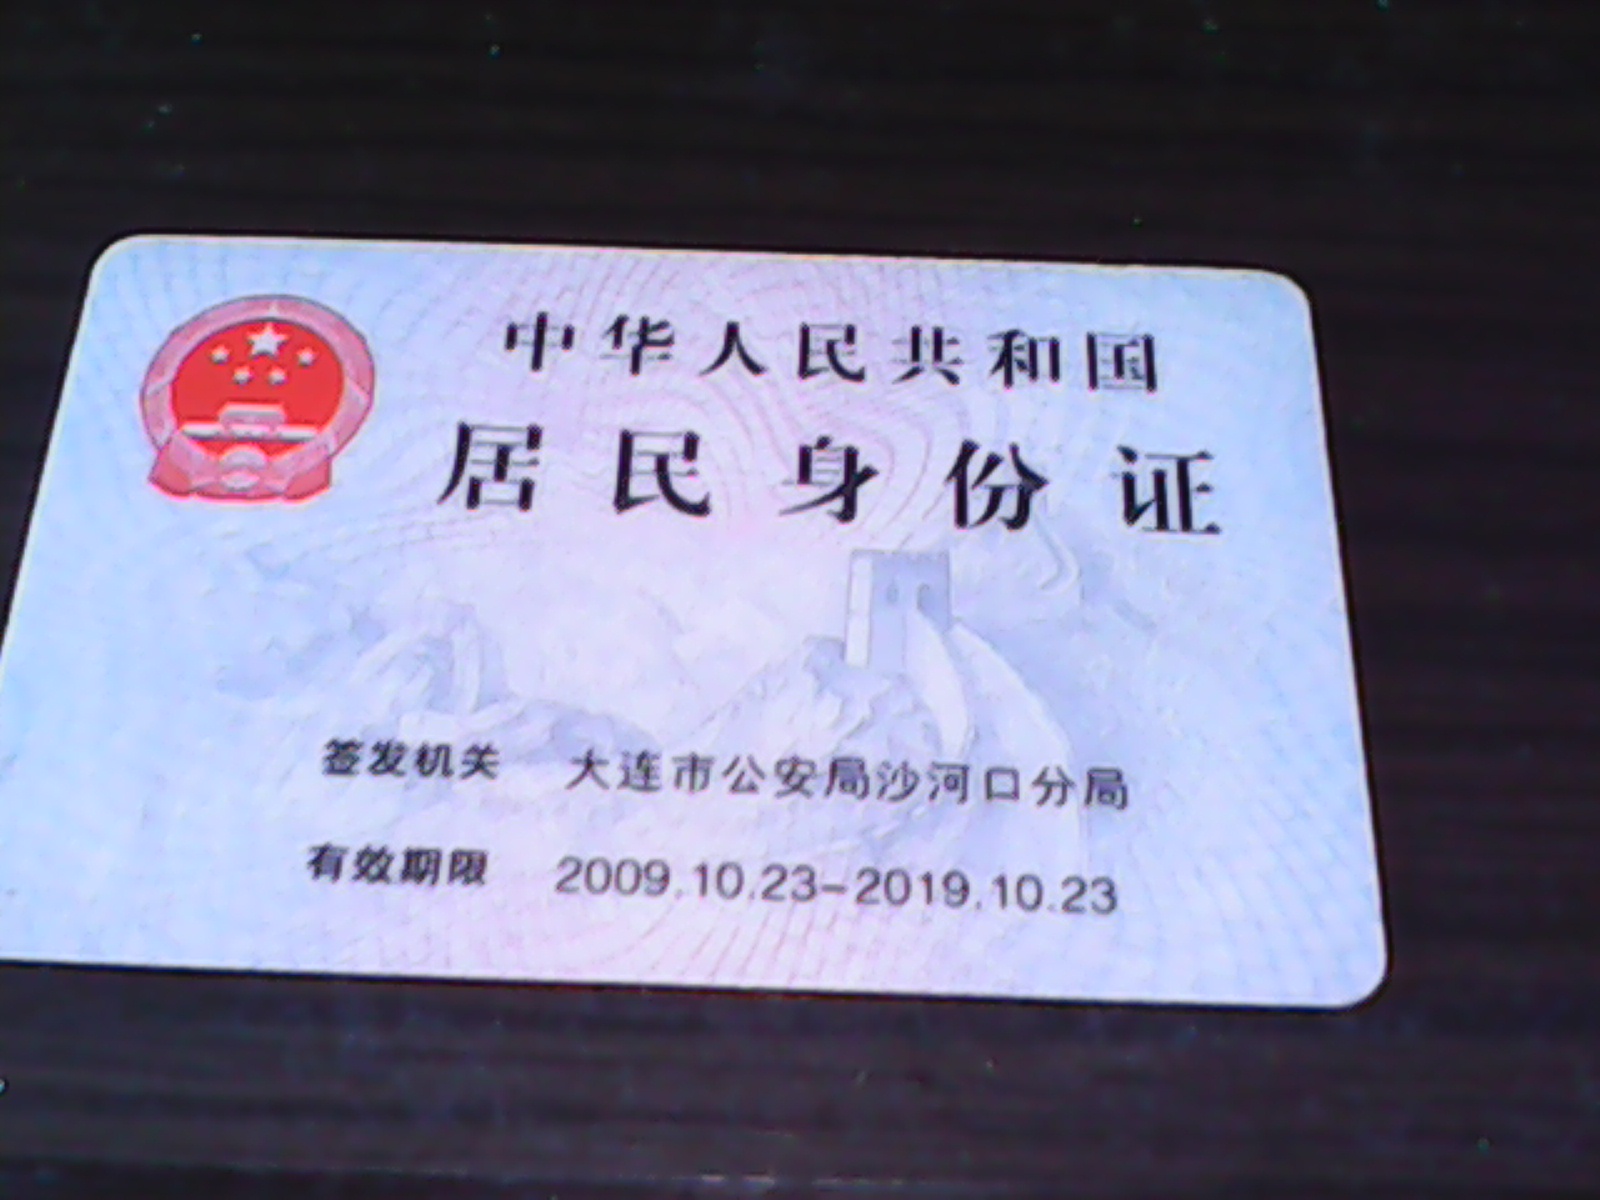 中华人民共和国
居民身份证
签发机关 大连市公安局沙河口分局
有效期限 2009.10.23-2019.10.23